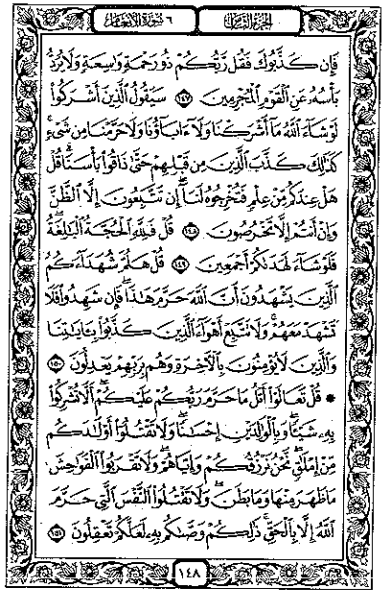 الجزء الثامن ٦ سورة الأنعام
فَإِن كَذَّبُوكَ فَقُل رَّبُّكُمْ ذُو رَحْمَةٍ وَٰسِعَةٍ وَلَا يُرَدُّ
بَأْسُهُۥ عَنِ ٱلْقَوْمِ ٱلْمُجْرِمِينَ ١٤٧ سَيَقُولُ ٱلَّذِينَ أَشْرَكُوا۟
لَوْ شَآءَ ٱللَّهُ مَآ أَشْرَكْنَا وَلَآ ءَابَآؤُنَا وَلَا حَرَّمْنَا مِن شَىْءٍ
كَذَٰلِكَ كَذَّبَ ٱلَّذِينَ مِن قَبْلِهِمْ حَتَّىٰ ذَاقُوا۟ بَأْسَنَا قُلْ
هَلْ عِندَكُم مِّنْ عِلْمٍ فَتُخْرِجُوهُ لَنَآ إِن تَتَّبِعُونَ إِلَّا ٱلظَّنَّ
وَإِنْ أَنتُمْ إِلَّا تَخْرُصُونَ ١٤٨ قُلْ فَلِلَّهِ ٱلْحُجَّةُ ٱلْبَٰلِغَةُ
فَلَوْ شَآءَ لَهَدَىٰكُمْ أَجْمَعِينَ ١٤٩ قُلْ هَلُمَّ شُهَدَآءَكُمُ
ٱلَّذِينَ يَشْهَدُونَ أَنَّ ٱللَّهَ حَرَّمَ هَٰذَا فَإِن شَهِدُوا۟ فَلَا
تَشْهَدْ مَعَهُمْ وَلَا تَتَّبِعْ أَهْوَآءَ ٱلَّذِينَ كَذَّبُوا۟ بِـَٔايَٰتِنَا
وَٱلَّذِينَ لَا يُؤْمِنُونَ بِٱلْءَاخِرَةِ وَهُم بِرَبِّهِمْ يَعْدِلُونَ ١٥٠
* قُلْ تَعَالَوْا۟ أَتْلُ مَا حَرَّمَ رَبُّكُمْ عَلَيْكُمْ أَلَّا تُشْرِكُوا۟
بِهِۦ شَيْـًٔا وَبِٱلْوَٰلِدَيْنِ إِحْسَٰنًا وَلَا تَقْتُلُوٓا۟ أَوْلَٰدَكُم
مِّنْ إِمْلَٰقٍ نَّحْنُ نَرْزُقُكُمْ وَإِيَّاهُمْ وَلَا تَقْرَبُوا۟ ٱلْفَوَٰحِشَ
مَا ظَهَرَ مِنْهَا وَمَا بَطَنَ وَلَا تَقْتُلُوا۟ ٱلنَّفْسَ ٱلَّتِى حَرَّمَ
ٱللَّهُ إِلَّا بِٱلْحَقِّ ذَٰلِكُمْ وَصَّىٰكُم بِهِۦ لَعَلَّكُمْ تَعْقِلُونَ ١٥١
١٤٨